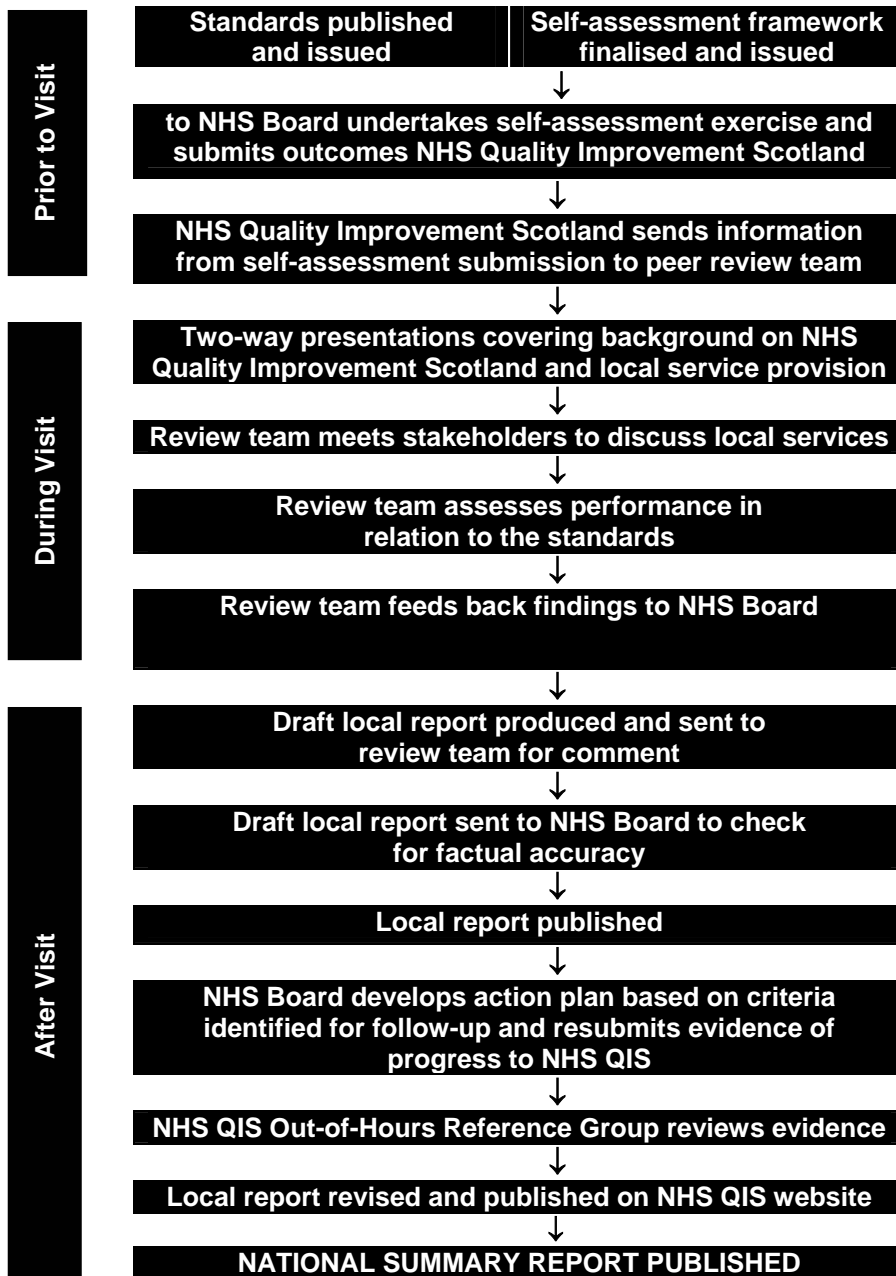 Prior to Visit
Standards published
and issued
Self-assessment framework
finalised and issued
to NHS Board undertakes self-assessment exercise and
submits outcomes NHS Quality Improvement Scotland
NHS Quality Improvement Scotland sends information
from self-assessment submission to peer review team
During Visit
Two-way presentations covering background on NHS
Quality Improvement Scotland and local service provision
Review team meets stakeholders to discuss local services
Review team assesses performance in
relation to the standards
Review team feeds back findings to NHS Board
After Visit
Draft local report produced and sent to
review team for comment
Draft local report sent to NHS Board to check
for factual accuracy
Local report published
NHS Board develops action plan based on criteria
identified for follow-up and resubmits evidence of
progress to NHS QIS
NHS QIS Out-of-Hours Reference Group reviews evidence
Local report revised and published on NHS QIS website
NATIONAL SUMMARY REPORT PUBLISHED